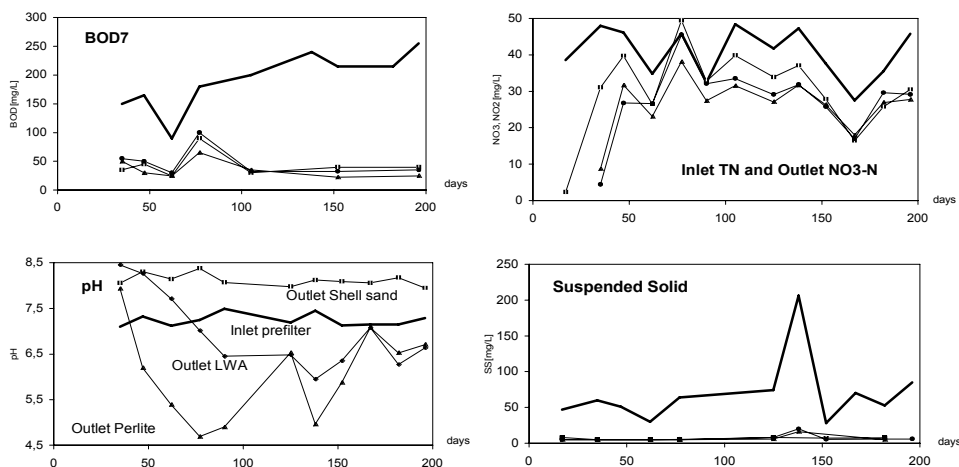 BOD7
BOD[mg/L]
300
250
200
150
100
50
0
0
50
100
150
200
days
NO3, NO2 [mg/L]
50
40
30
20
10
0
Inlet TN and Outlet NO3-N
0
50
100
150
200
days
pH
pH
8,5
7,5
6,5
5,5
4,5
Outlet Shell sand
Inlet prefilter
Outlet LWA
Outlet Perlite
0
50
100
150
200
days
Suspended Solid
SS[mg/L]
250
200
150
100
50
0
0
50
100
150
200
days